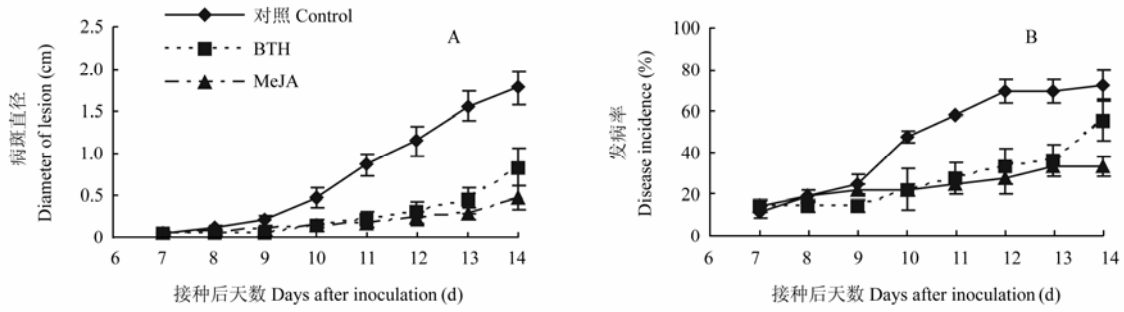 对照 Control
BTH
MeJA
A
2.5
2.0
1.5
1.0
0.5
0
6 7 8 9 10 11 12 13 14
病斑直径
Diameter of lesion (cm)
接种后天数 Days after inoculation (d)
B
100
80
60
40
20
0
6 7 8 9 10 11 12 13 14
发病率
Disease incidence (%)
接种后天数 Days after inoculation (d)